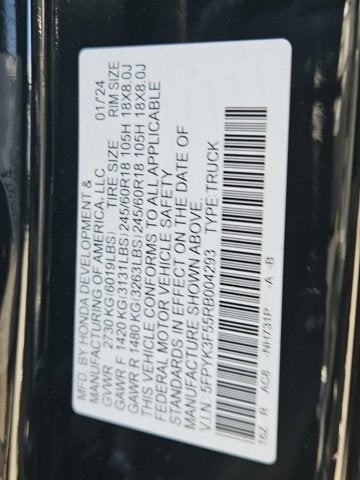 MFD BY HONDA DEVELOPMENT &
MANUFACTURING OF AMERICA, LLC 01/24
GVWR 2730 KG(6019LBS) TIRE SIZE RIM SIZE
GAWR F 1420 KG(3131LBS)245/60R18 105H 18X8.0J
GAWR R 1480 KG(3263LBS)245/60R18 105H 18X8.0J
THIS VEHICLE CONFORMS TO ALL APPLICABLE
FEDERAL MOTOR VEHICLE SAFETY
STANDARDS IN EFFECT ON THE DATE OF
MANUFACTURE SHOWN ABOVE.
V.I.N.: 5FPYK3F55RB004293 TYPE:TRUCK
T6Z R AC8 -NH731P -A -B